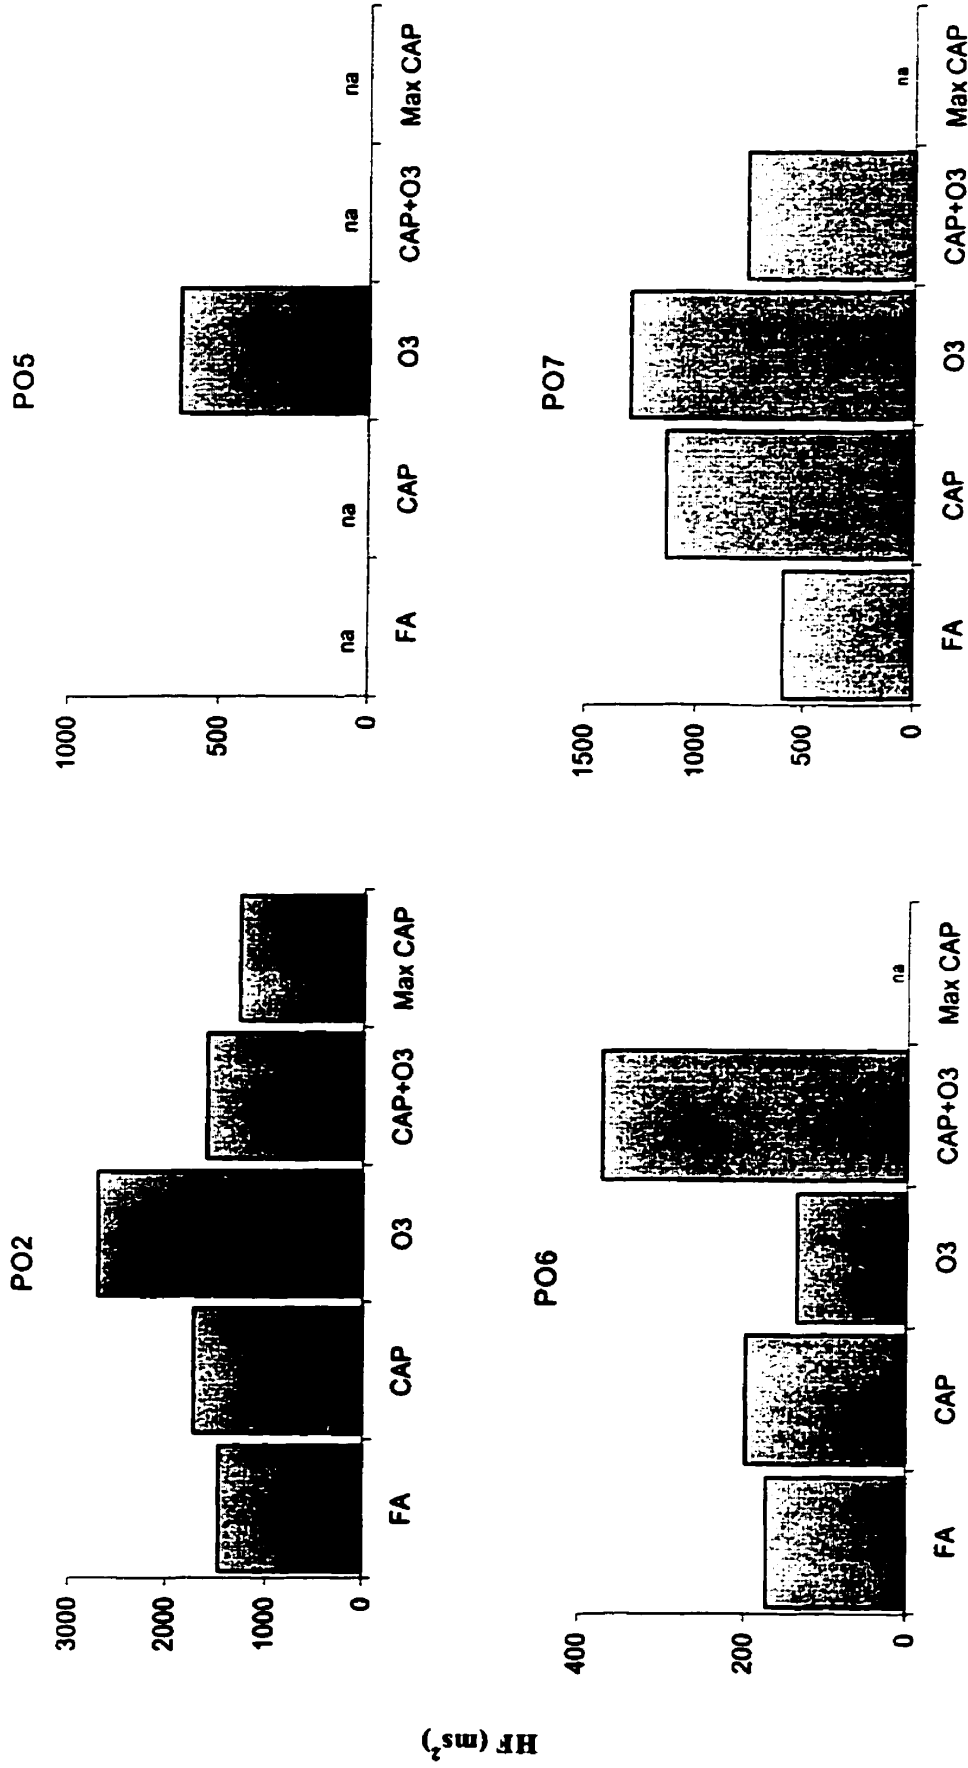 HF (ms²)
PO2
3000
2000
1000
0
FA CAP O3 CAP+O3 Max CAP
PO5
1000
500
0
na na na na
FA CAP O3 CAP+O3 Max CAP
PO6
400
200
0
na
FA CAP O3 CAP+O3 Max CAP
PO7
1500
1000
500
0
na
FA CAP O3 CAP+O3 Max CAP